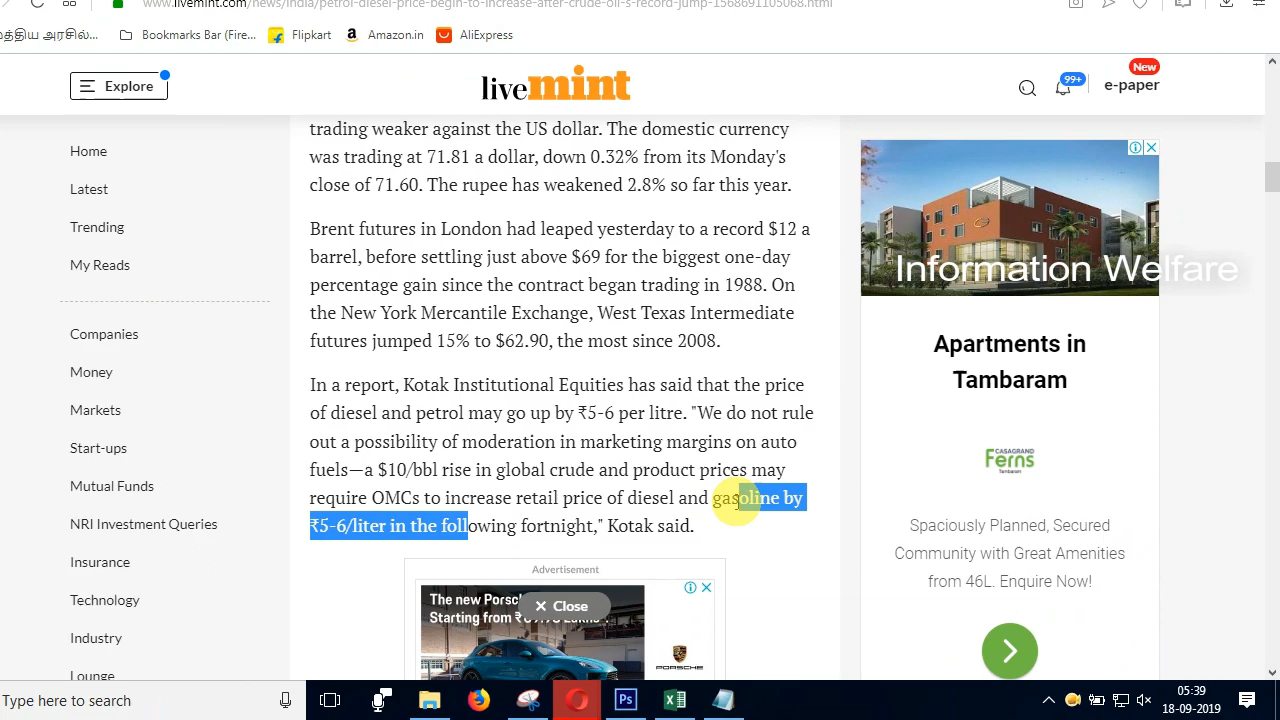 www.livemint.com/news/india/petrol-diesel-price-begin-to-increase-after-crude-oil-s-record-jump-1568691105068.html
Bookmarks Bar (Fire... Flipkart Amazon.in AliExpress
Explore
livemint
99+
New
e-paper
Home
Latest
Trending
My Reads
Companies
Money
Markets
Start-ups
Mutual Funds
NRI Investment Queries
Insurance
Technology
Industry
Lounge
trading weaker against the US dollar. The domestic currency
was trading at 71.81 a dollar, down 0.32% from its Monday's
close of 71.60. The rupee has weakened 2.8% so far this year.
Brent futures in London had leaped yesterday to a record $12 a
barrel, before settling just above $69 for the biggest one-day
percentage gain since the contract began trading in 1988. On
the New York Mercantile Exchange, West Texas Intermediate
futures jumped 15% to $62.90, the most since 2008.
In a report, Kotak Institutional Equities has said that the price
of diesel and petrol may go up by ₹5-6 per litre. "We do not rule
out a possibility of moderation in marketing margins on auto
fuels—a $10/bbl rise in global crude and product prices may
require OMCs to increase retail price of diesel and gasoline by
₹5-6/liter in the following fortnight," Kotak said.
Advertisement
The new
Starting from
Close
PORSCHE
Information Welfare
Apartments in
Tambaram
CASAGRAND
Ferns
Tambaram
Spaciously Planned, Secured
Community with Great Amenities
from 46L. Enquire Now!
Type here to search
05:39
18-09-2019